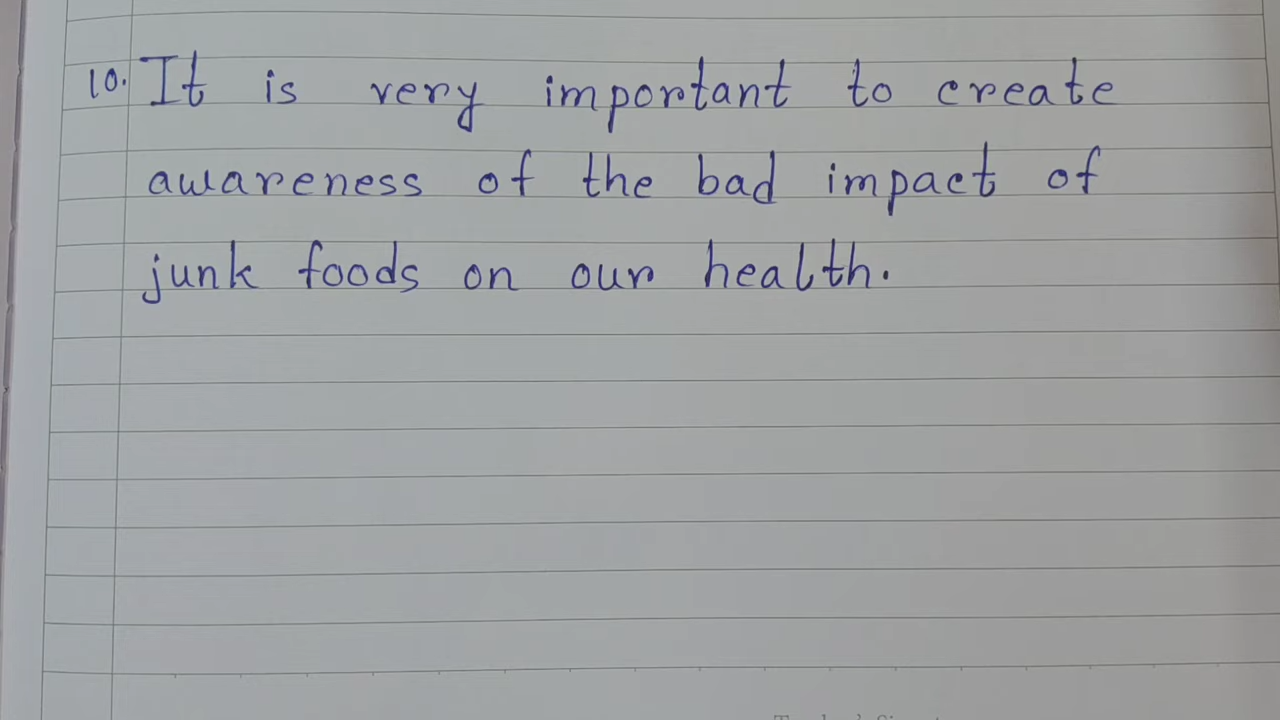 10. It is very important to create
awareness of the bad impact of
junk foods on our health.